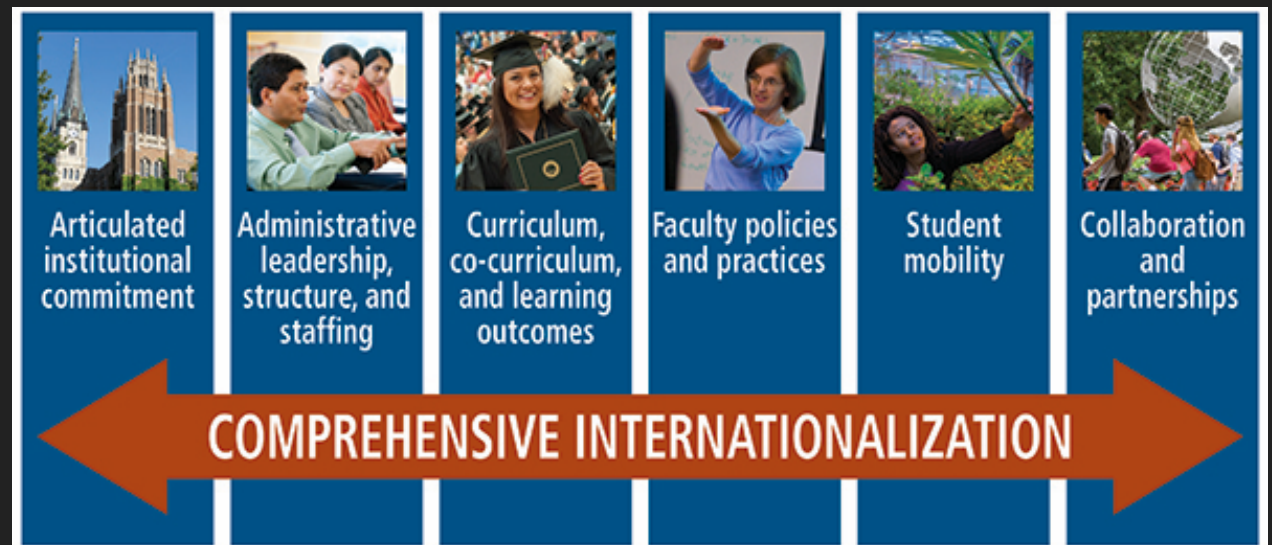 Articulated
institutional
commitment
Administrative
leadership,
structure, and
staffing
Curriculum,
co-curriculum,
and learning
outcomes
Faculty policies
and practices
Student
mobility
Collaboration
and
partnerships
COMPREHENSIVE INTERNATIONALIZATION